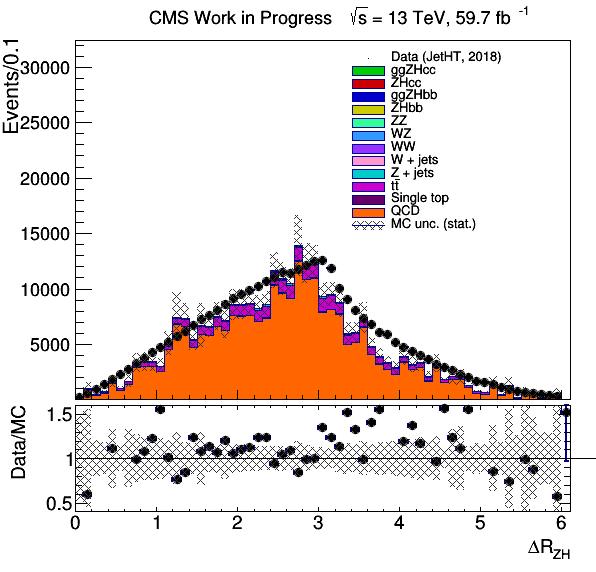 CMS Work in Progress √s = 13 TeV, 59.7 fb -1
Events/0.1
30000
25000
20000
15000
10000
5000
Data (JetHT, 2018)
ggZHcc
ZHcc
ggZHbb
ZHbb
ZZ
WZ
WW
W + jets
Z + jets
tt̄
Single top
QCD
MC unc. (stat.)
Data/MC
1.5
1
0.5
0 1 2 3 4 5 6
ΔR_ZH